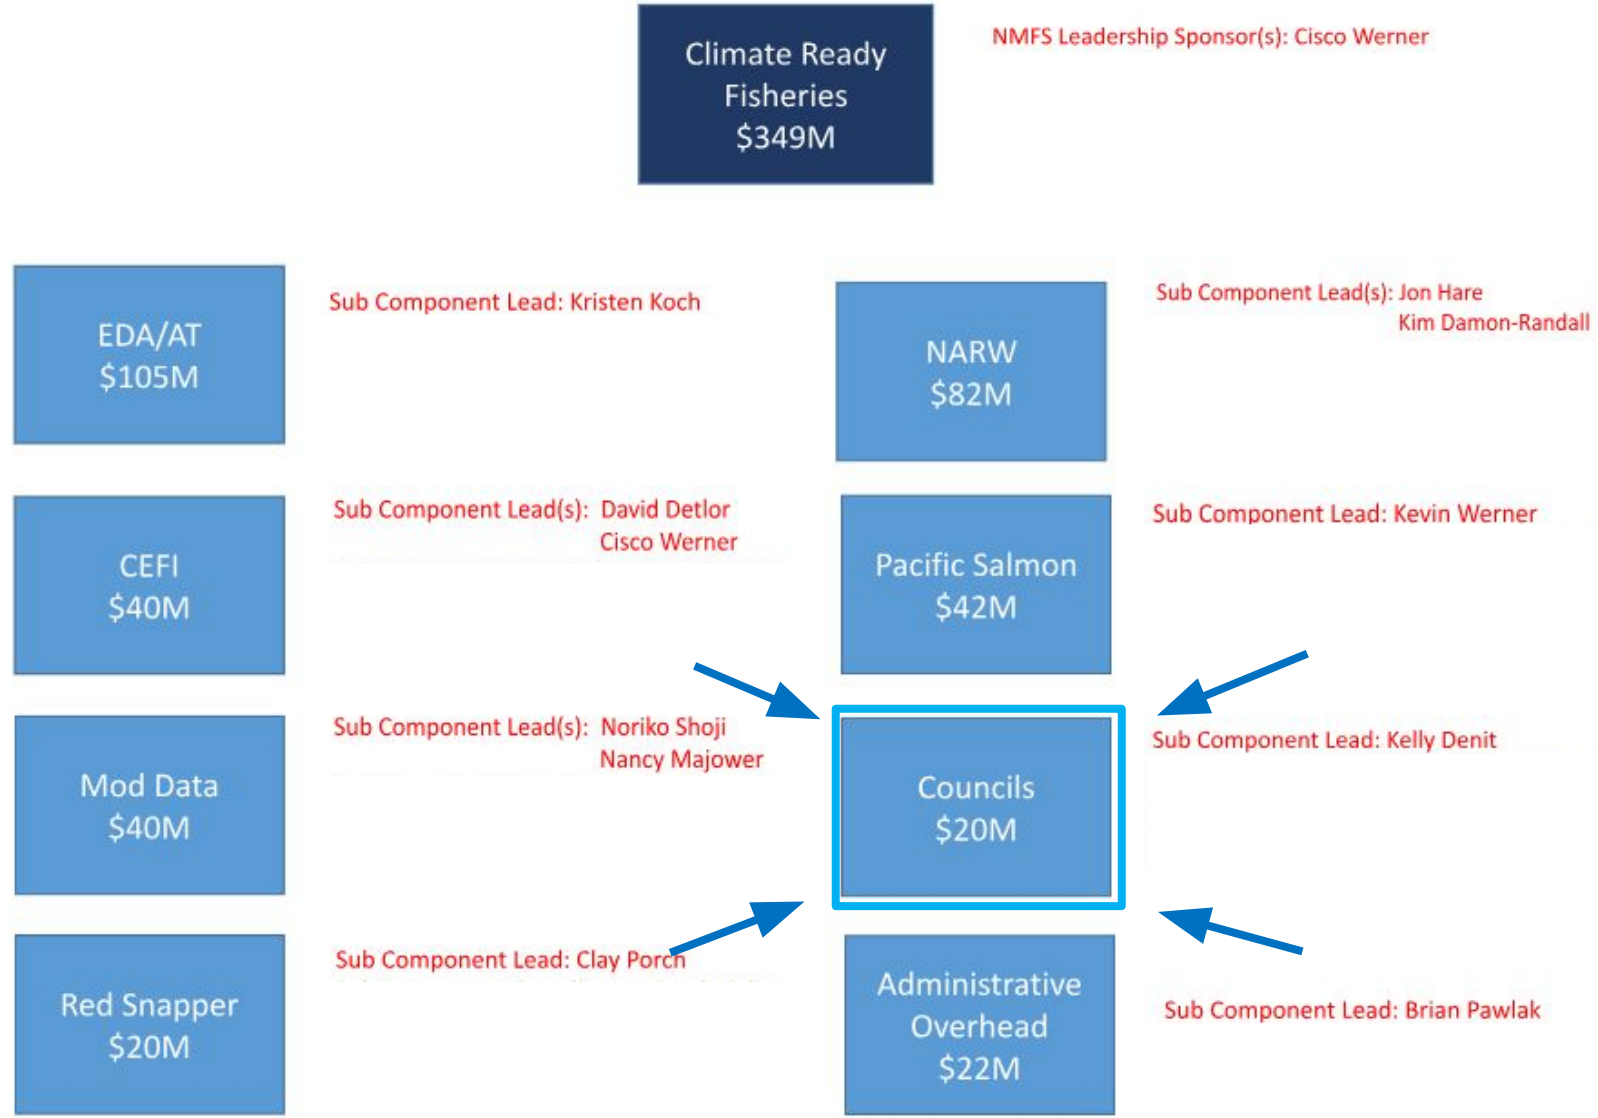 Climate Ready
Fisheries
$349M
NMFS Leadership Sponsor(s): Cisco Werner
EDA/AT
$105M
Sub Component Lead: Kristen Koch
NARW
$82M
Sub Component Lead(s): Jon Hare
Kim Damon-Randall
CEFI
$40M
Sub Component Lead(s): David Detlor
Cisco Werner
Pacific Salmon
$42M
Sub Component Lead: Kevin Werner
Mod Data
$40M
Sub Component Lead(s): Noriko Shoji
Nancy Majower
Councils
$20M
Sub Component Lead: Kelly Denit
Red Snapper
$20M
Sub Component Lead: Clay Porch
Administrative
Overhead
$22M
Sub Component Lead: Brian Pawlak